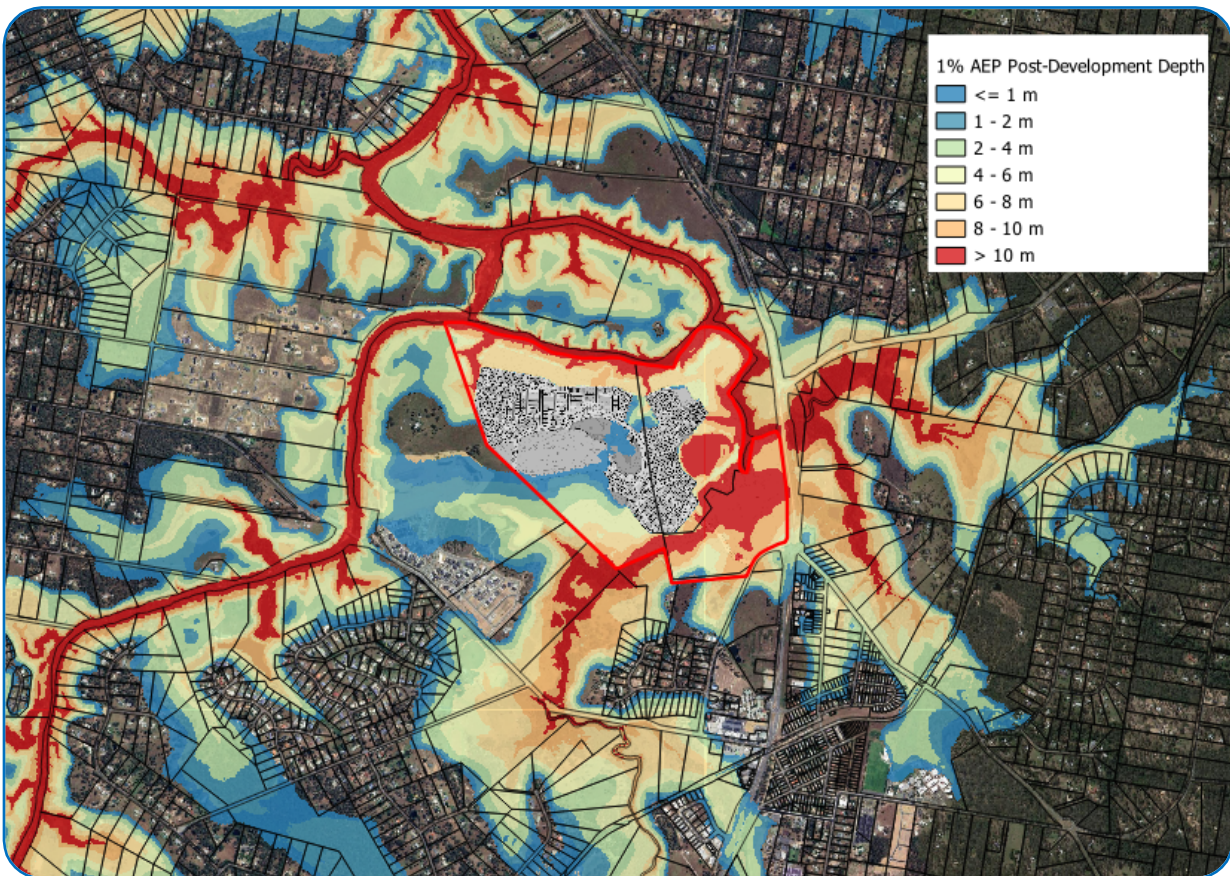 1% AEP Post-Development Depth
<= 1 m
1 - 2 m
2 - 4 m
4 - 6 m
6 - 8 m
8 - 10 m
> 10 m